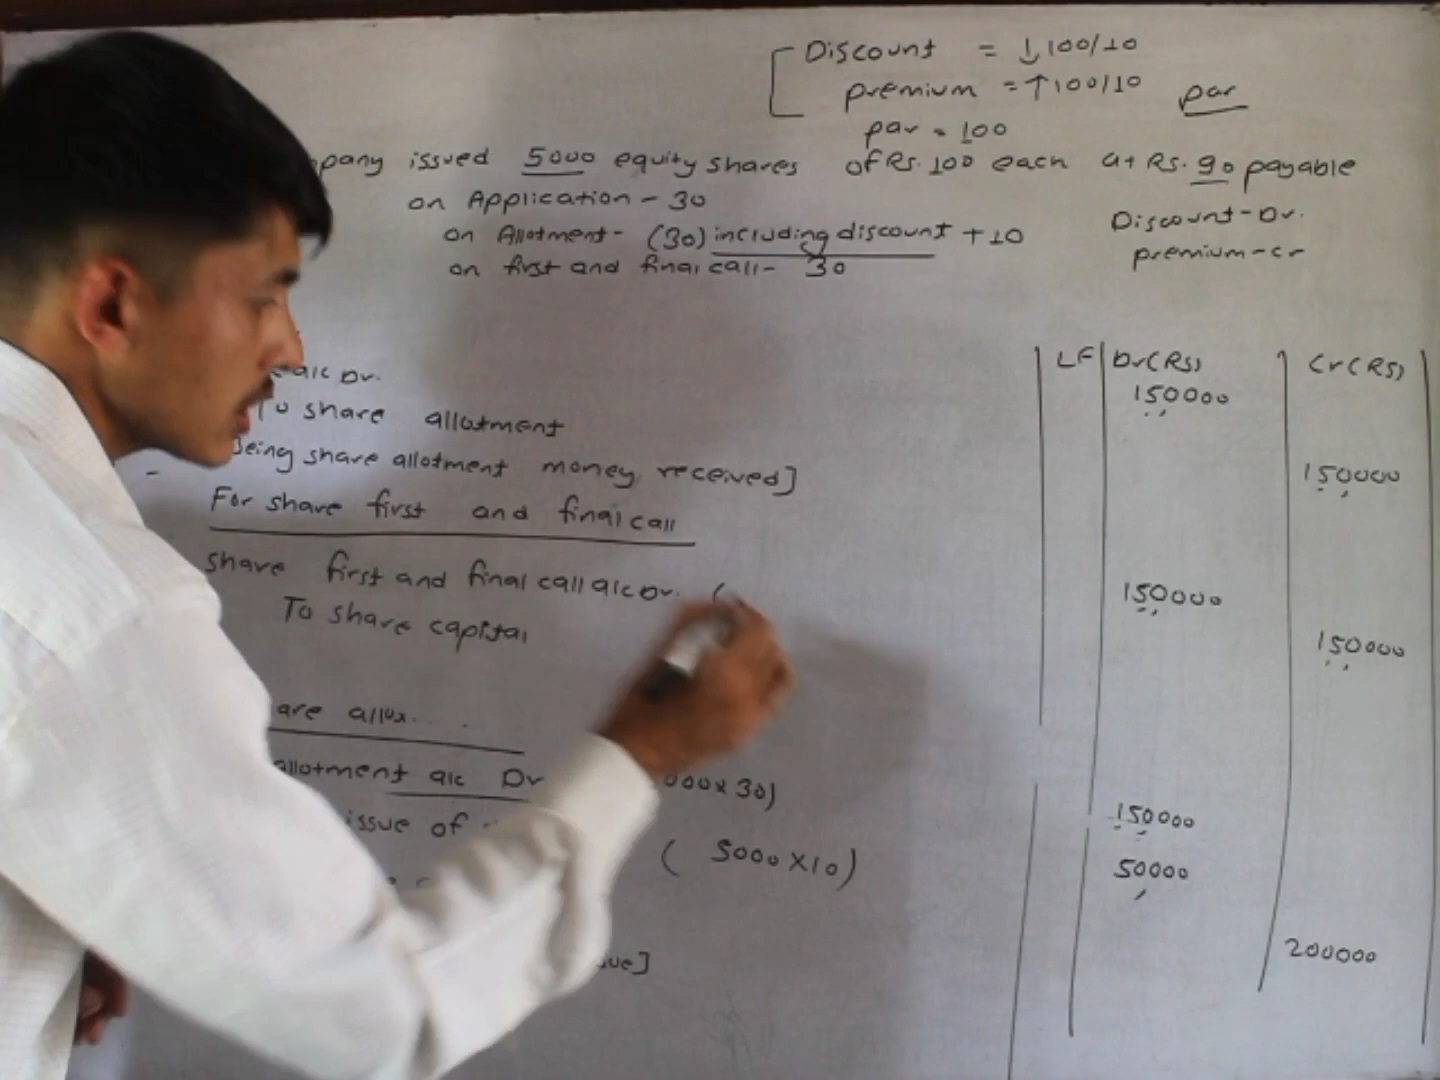 Discount = ↓100/10
premium = ↑100/10 par
par = 100
pany issued 5000 equity shares of Rs. 100 each at Rs. 90 payable
on Application - 30
Discount - Dr.
on Allotment - (30) including discount + 10
premium - cr
on first and final call - 30
LF Dr(RS) Cr(RS)
a/c Dr. 150000
To share allotment
Being share allotment money received] 150000
For share first and final call
share first and final call a/c Dr. ( 150000
To share capital 150000
are allo....
allotment a/c Dr 000x30) 150000
issue of
( 5000X10) 50000
ue] 200000